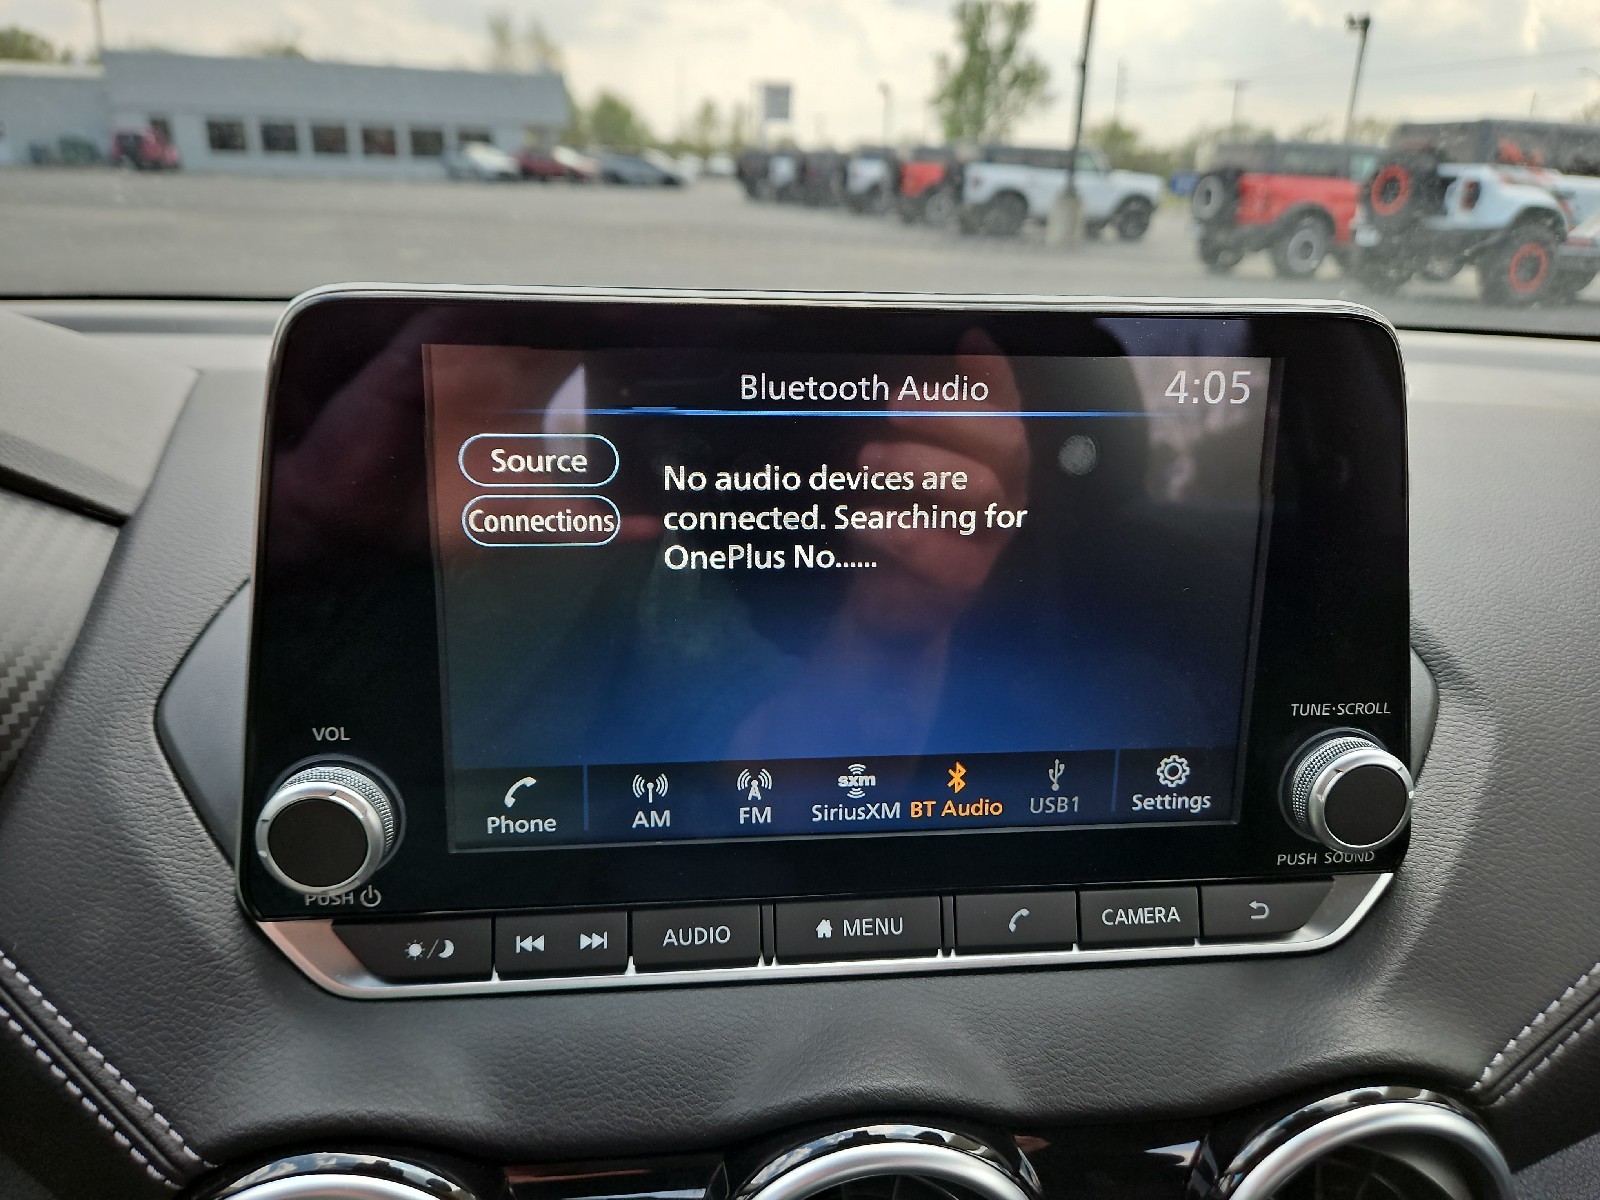 Bluetooth Audio
4:05
Source
Connections
No audio devices are
connected. Searching for
OnePlus No......
VOL
TUNE·SCROLL
Phone
AM
FM
sxm
SiriusXM
BT Audio
USB1
Settings
PUSH
PUSH SOUND
AUDIO
MENU
CAMERA